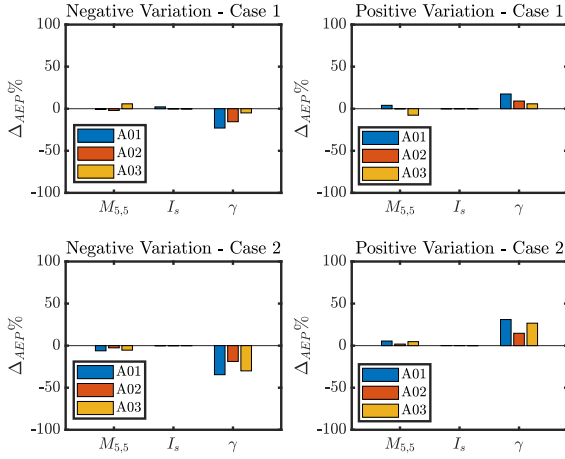 Negative Variation - Case 1
Δ_AEP%
100
50
0
-50
-100
A01
A02
A03
M_5,5
I_s
γ
Positive Variation - Case 1
Δ_AEP%
100
50
0
-50
-100
A01
A02
A03
M_5,5
I_s
γ
Negative Variation - Case 2
Δ_AEP%
100
50
0
-50
-100
A01
A02
A03
M_5,5
I_s
γ
Positive Variation - Case 2
Δ_AEP%
100
50
0
-50
-100
A01
A02
A03
M_5,5
I_s
γ